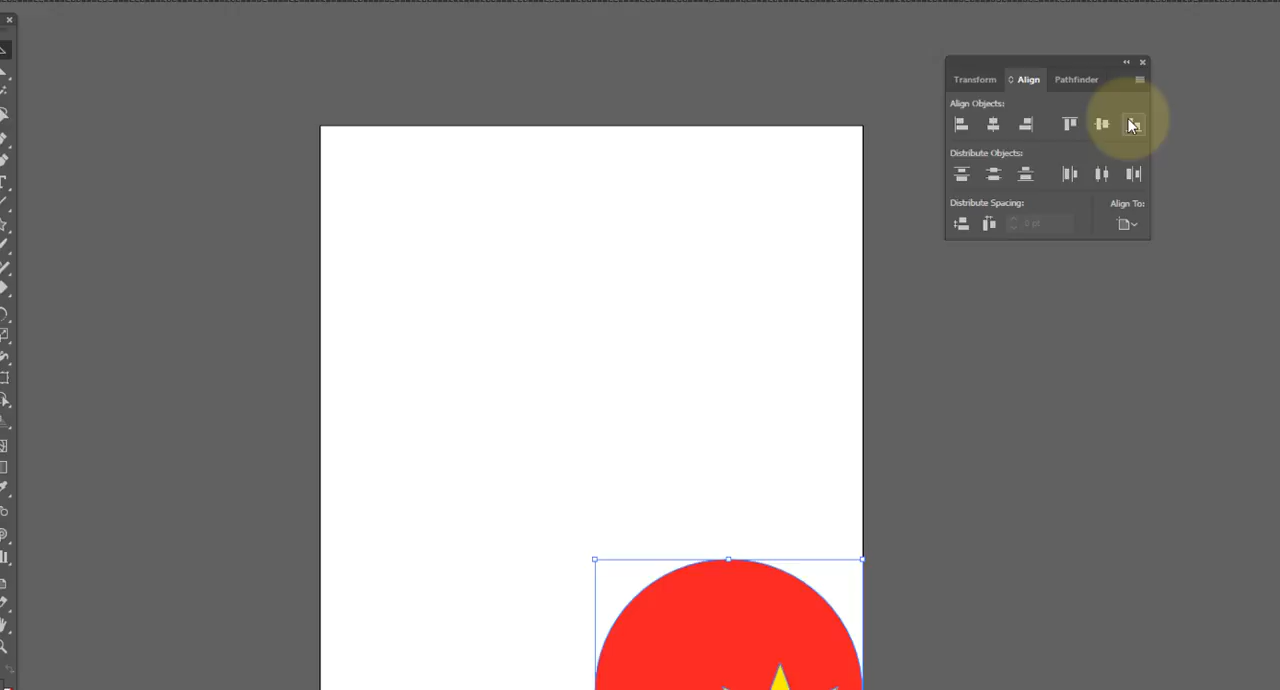 Transform
Align
Pathfinder
Align Objects:
Distribute Objects:
Distribute Spacing:
Align To: